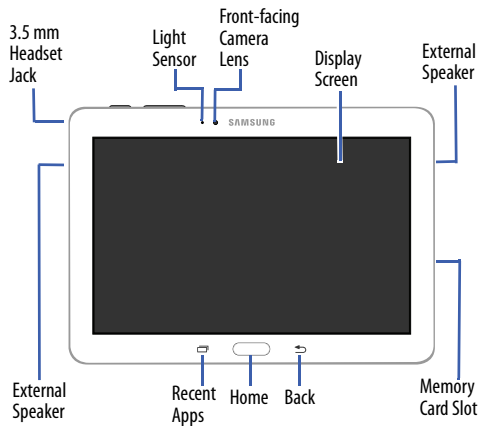 3.5 mm
Headset
Jack
Light
Sensor
Front-facing
Camera
Lens
Display
Screen
External
Speaker
SAMSUNG
External
Speaker
Recent
Apps
Home
Back
Memory
Card Slot